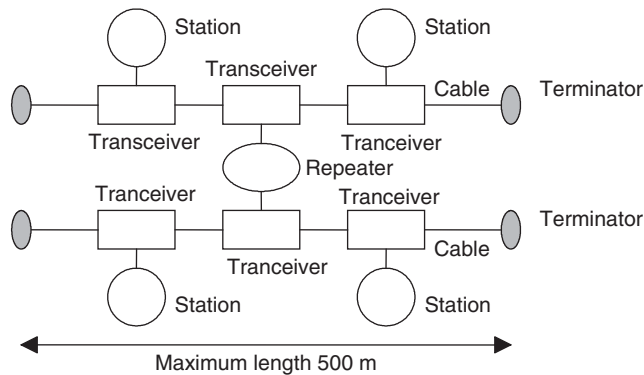 Station
Station
Transceiver
Cable
Terminator
Transceiver
Tranceiver
Repeater
Tranceiver
Tranceiver
Terminator
Tranceiver
Cable
Station
Station
Maximum length 500 m